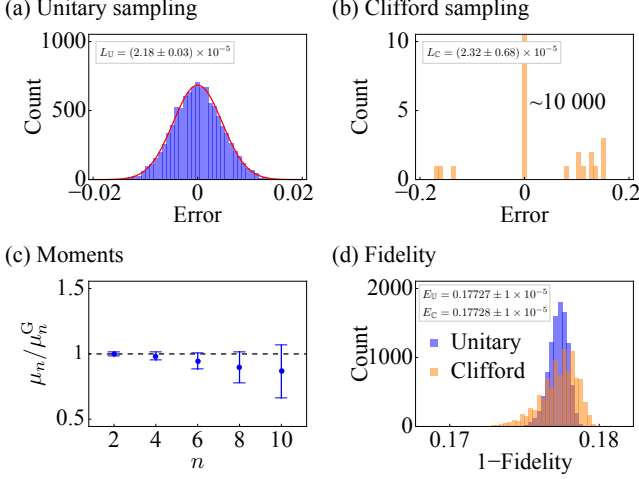 (a) Unitary sampling
L_𝕌 = (2.18 ± 0.03) × 10⁻⁵
Count
1000
500
0
−0.02
0
0.02
Error
(b) Clifford sampling
L_ℂ = (2.32 ± 0.68) × 10⁻⁵
~10 000
Count
10
5
0
−0.2
0
0.2
Error
(c) Moments
μₙ/μₙᴳ
1.5
1
0.5
2
4
6
8
10
n
(d) Fidelity
E_𝕌 = 0.17727 ± 1 × 10⁻⁵
E_ℂ = 0.17728 ± 1 × 10⁻⁵
Unitary
Clifford
Count
2000
1000
0
0.17
0.18
1−Fidelity